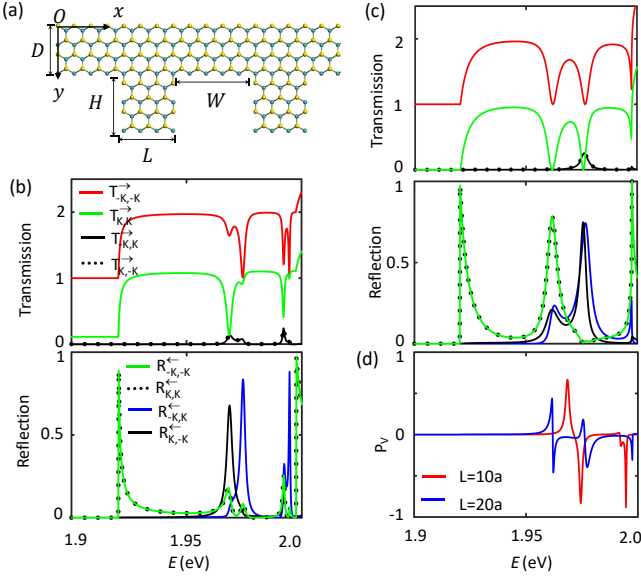 (a)
O
x
D
y
H
W
L
(b)
Transmission
2
1
0
T→-K,-K
T→K,K
T→-K,K
T→K,-K
Reflection
1
0.5
0
R←-K,-K
R←K,K
R←-K,K
R←K,-K
1.9
1.95
2.0
E (eV)
(c)
Transmission
2
1
0
Reflection
1
0.5
0
(d)
PV
1
0
-1
L=10a
L=20a
1.9
1.95
2.0
E (eV)